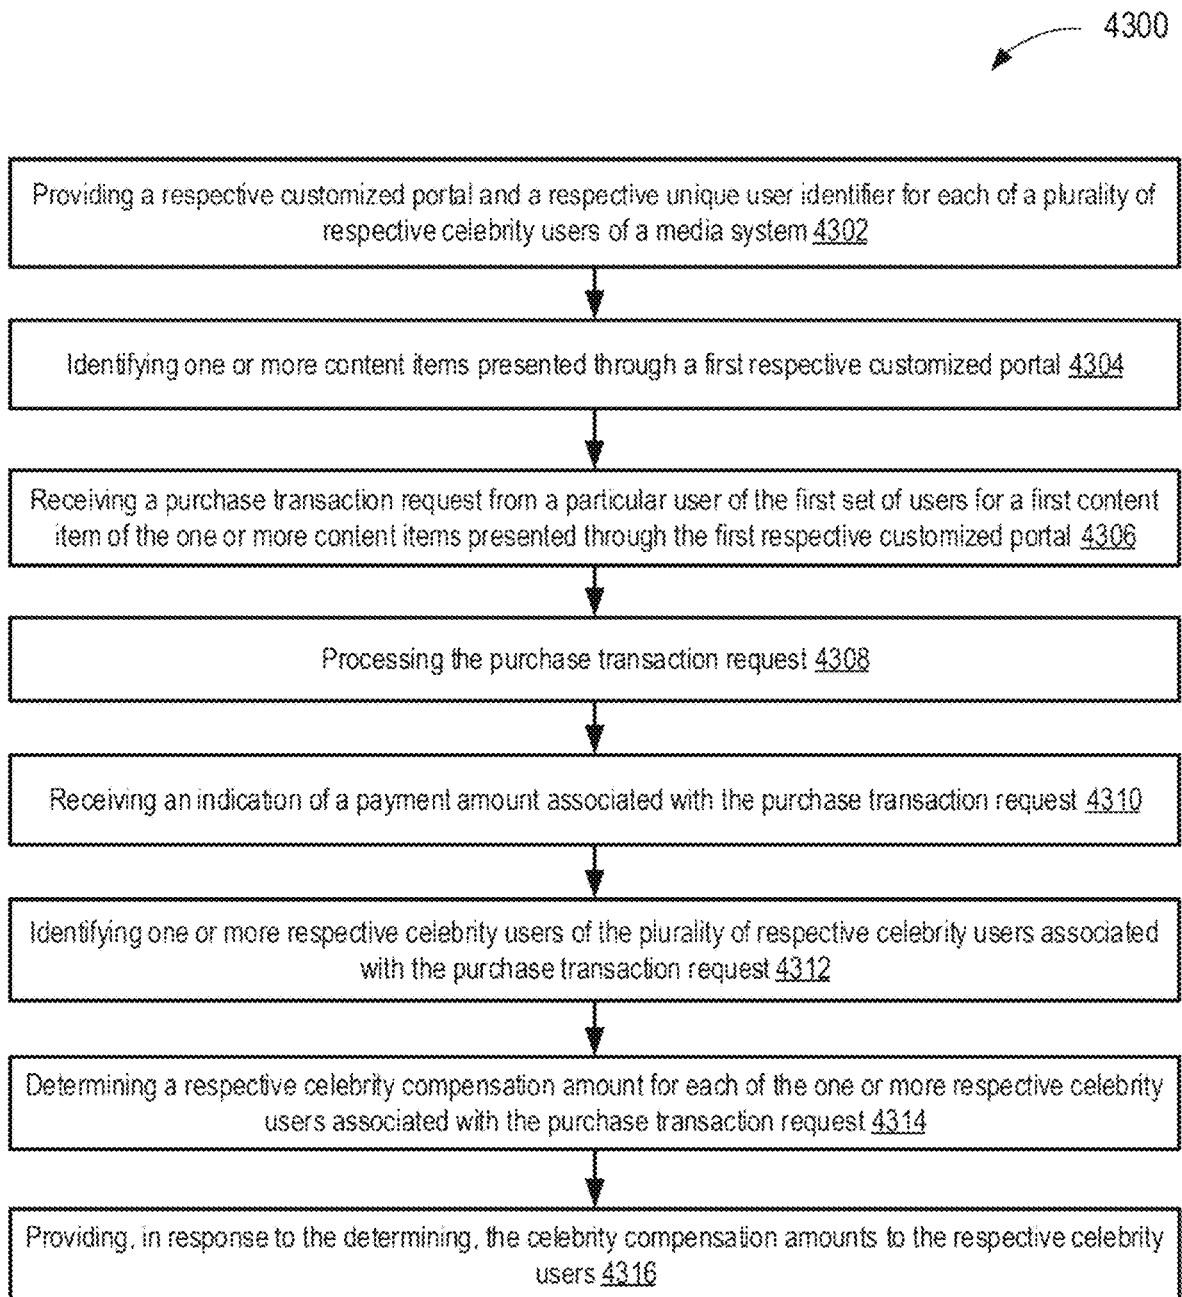 4300
Providing a respective customized portal and a respective unique user identifier for each of a plurality of
respective celebrity users of a media system 4302
Identifying one or more content items presented through a first respective customized portal 4304
Receiving a purchase transaction request from a particular user of the first set of users for a first content
item of the one or more content items presented through the first respective customized portal 4306
Processing the purchase transaction request 4308
Receiving an indication of a payment amount associated with the purchase transaction request 4310
Identifying one or more respective celebrity users of the plurality of respective celebrity users associated
with the purchase transaction request 4312
Determining a respective celebrity compensation amount for each of the one or more respective celebrity
users associated with the purchase transaction request 4314
Providing, in response to the determining, the celebrity compensation amounts to the respective celebrity
users 4316